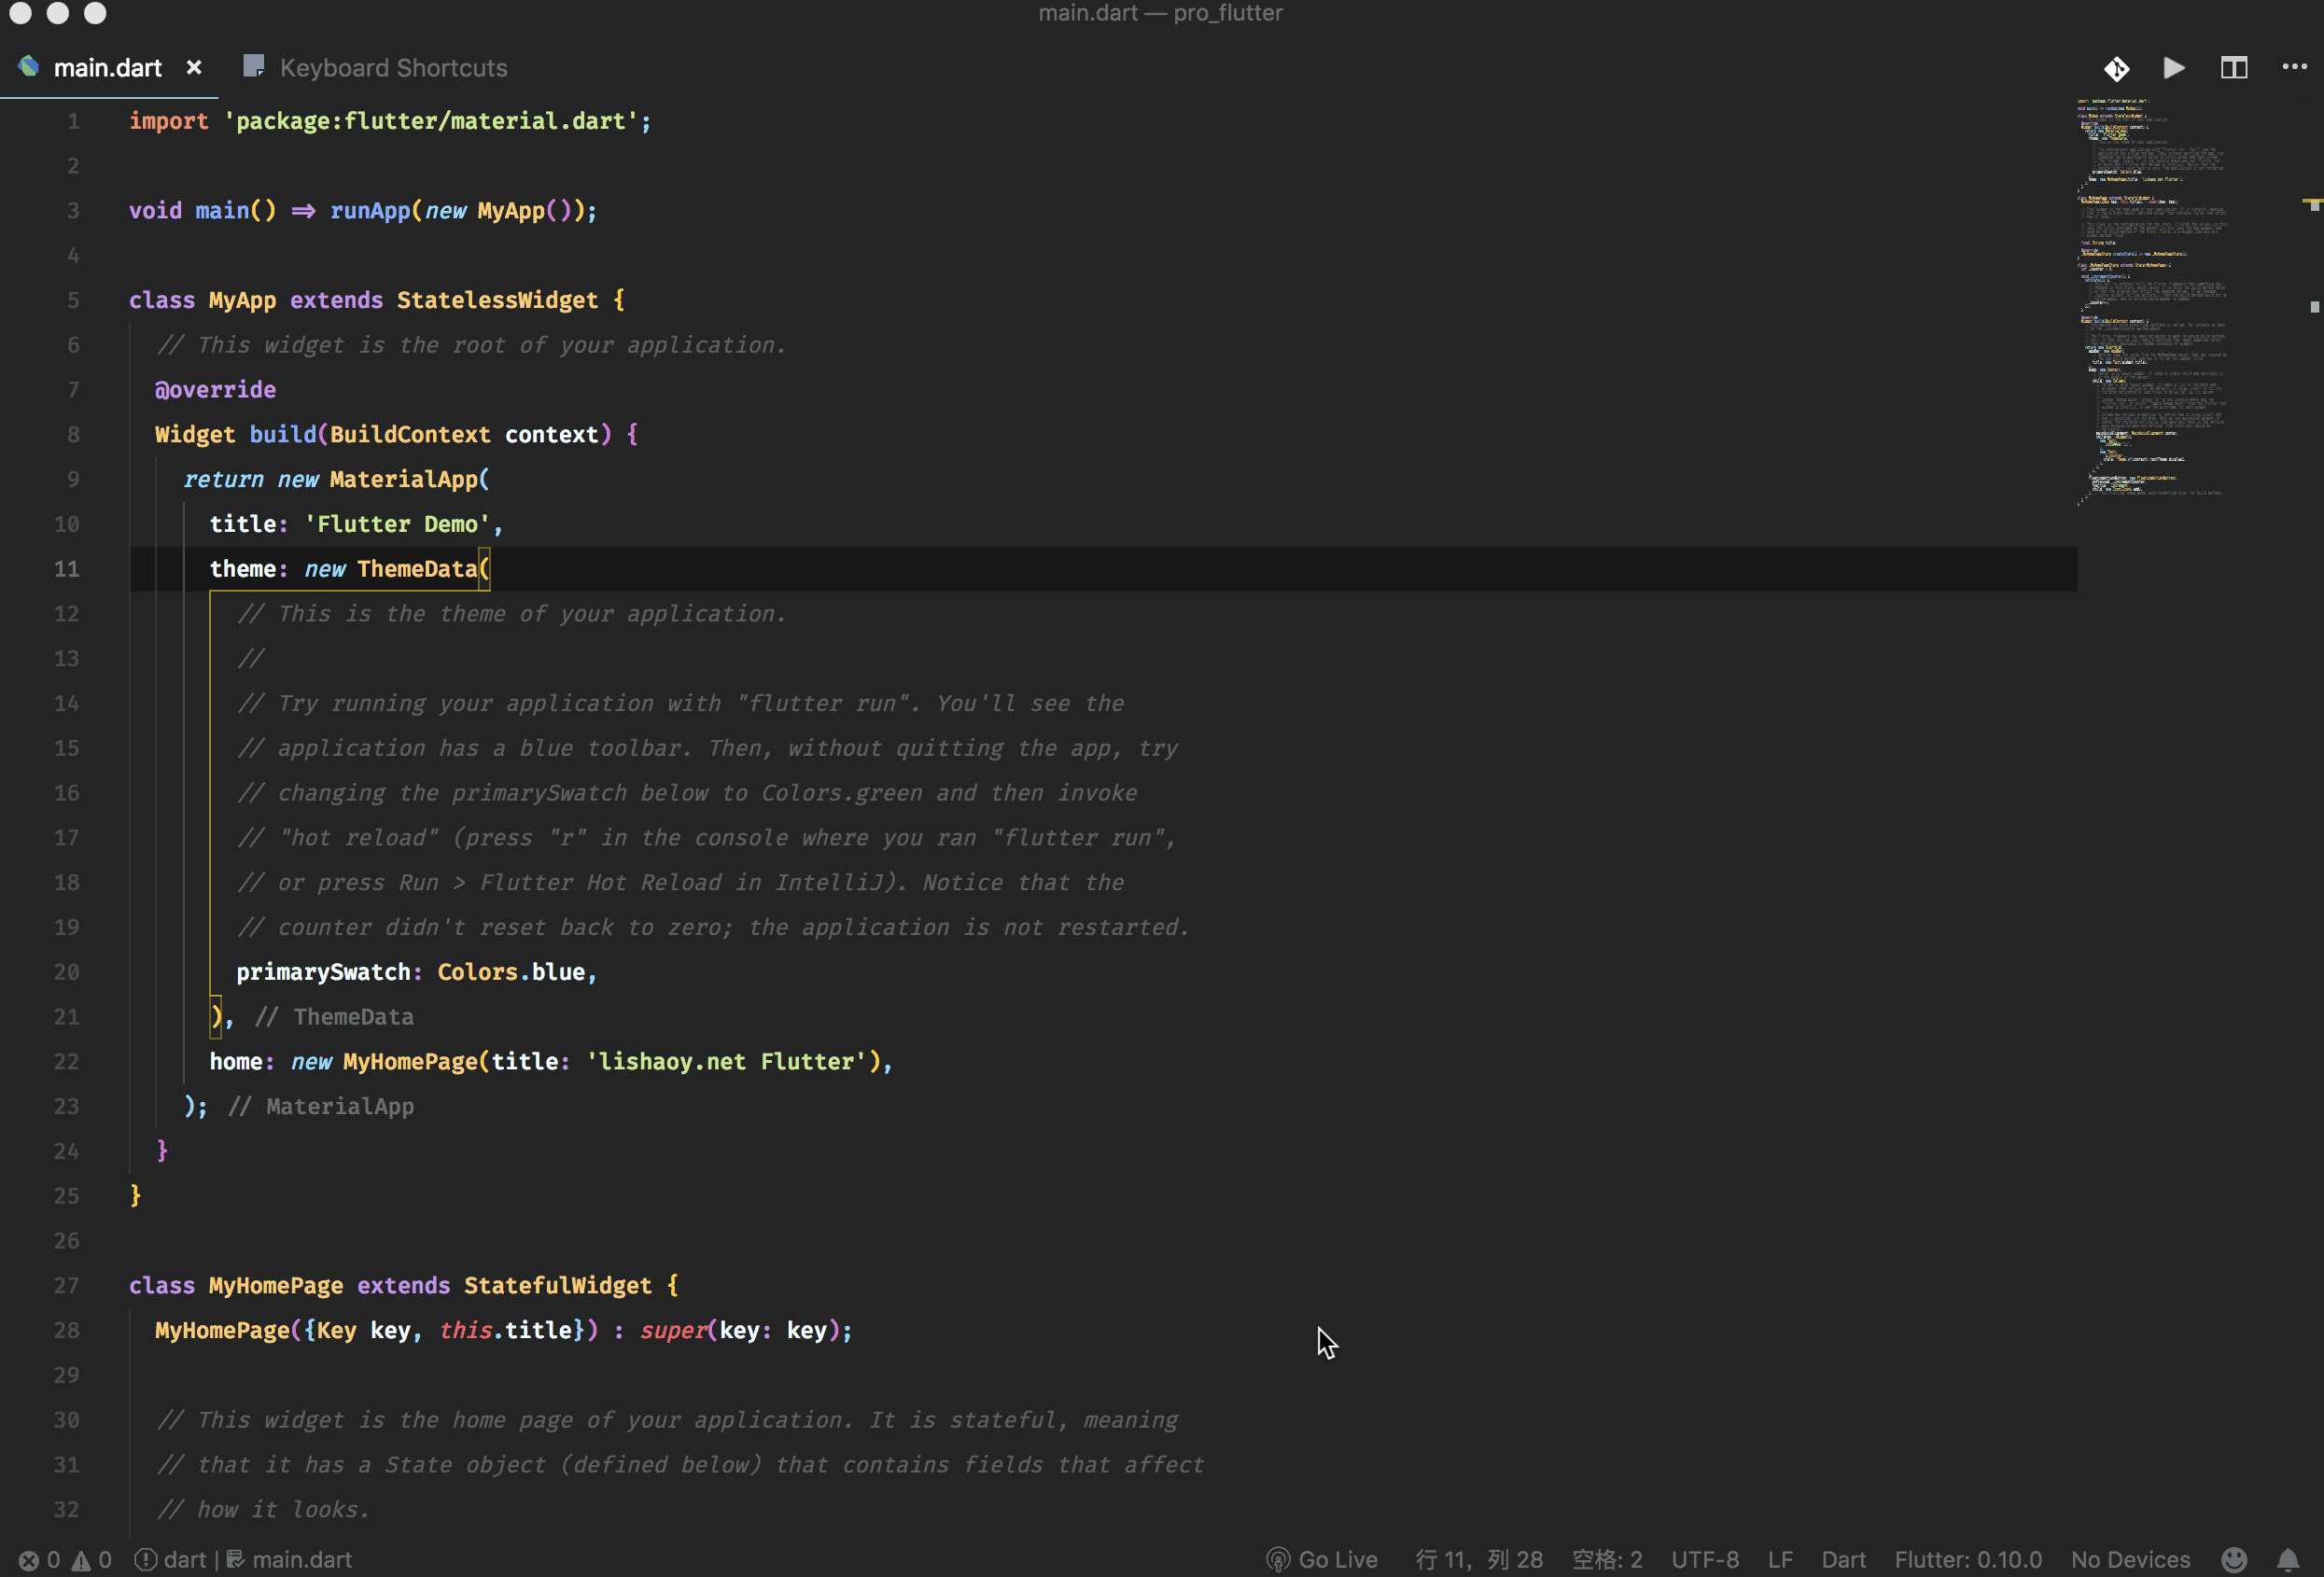 main.dart — pro_flutter
main.dart
Keyboard Shortcuts
1 import 'package:flutter/material.dart';
2
3 void main() => runApp(new MyApp());
4
5 class MyApp extends StatelessWidget {
6 // This widget is the root of your application.
7 @override
8 Widget build(BuildContext context) {
9 return new MaterialApp(
10 title: 'Flutter Demo',
11 theme: new ThemeData(
12 // This is the theme of your application.
13 //
14 // Try running your application with "flutter run". You'll see the
15 // application has a blue toolbar. Then, without quitting the app, try
16 // changing the primarySwatch below to Colors.green and then invoke
17 // "hot reload" (press "r" in the console where you ran "flutter run",
18 // or press Run > Flutter Hot Reload in IntelliJ). Notice that the
19 // counter didn't reset back to zero; the application is not restarted.
20 primarySwatch: Colors.blue,
21 ), // ThemeData
22 home: new MyHomePage(title: 'lishaoy.net Flutter'),
23 ); // MaterialApp
24 }
25 }
26
27 class MyHomePage extends StatefulWidget {
28 MyHomePage({Key key, this.title}) : super(key: key);
29
30 // This widget is the home page of your application. It is stateful, meaning
31 // that it has a State object (defined below) that contains fields that affect
32 // how it looks.
0 0 dart | main.dart Go Live 行 11, 列 28 空格: 2 UTF-8 LF Dart Flutter: 0.10.0 No Devices